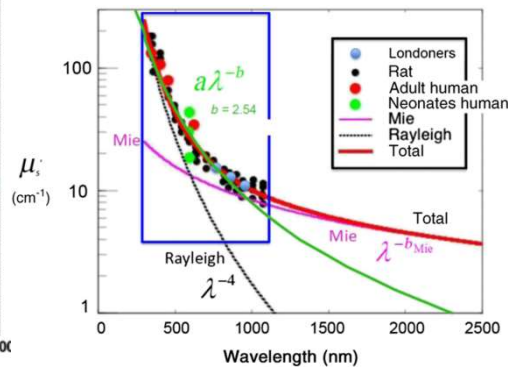 100
10
1
μs'
(cm⁻¹)
aλ⁻ᵇ
b = 2.54
Mie
Londoners
Rat
Adult human
Neonates human
Mie
Rayleigh
Total
Total
Mie
λ⁻ᵇMie
Rayleigh
λ⁻⁴
0 500 1000 1500 2000 2500
Wavelength (nm)